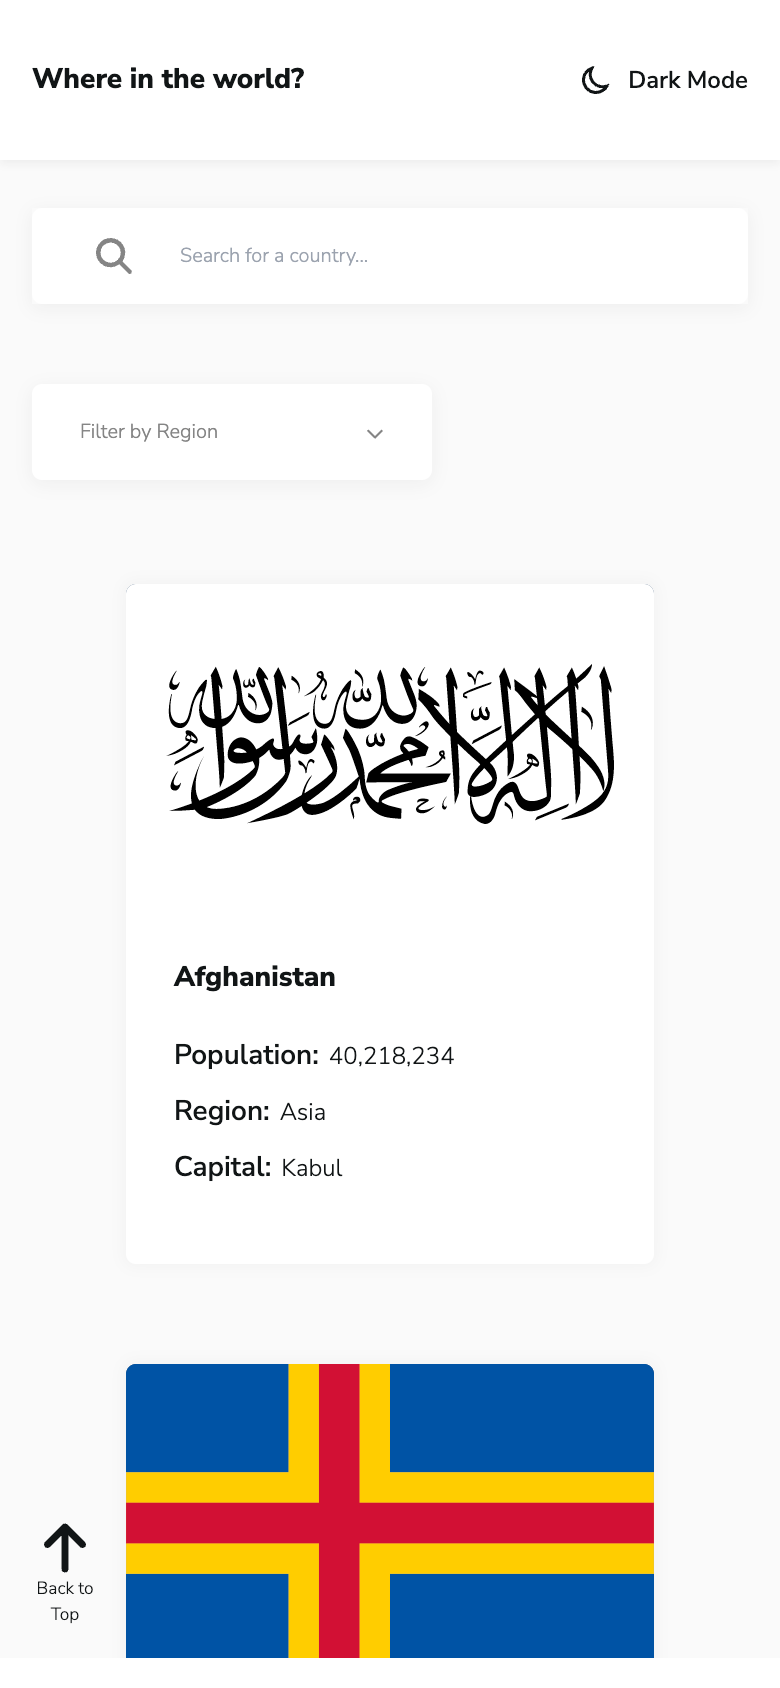 Where in the world?
Dark Mode
Search for a country...
Filter by Region
لا إله إلا الله محمد رسول الله
Afghanistan
Population: 40,218,234
Region: Asia
Capital: Kabul
Back to
Top